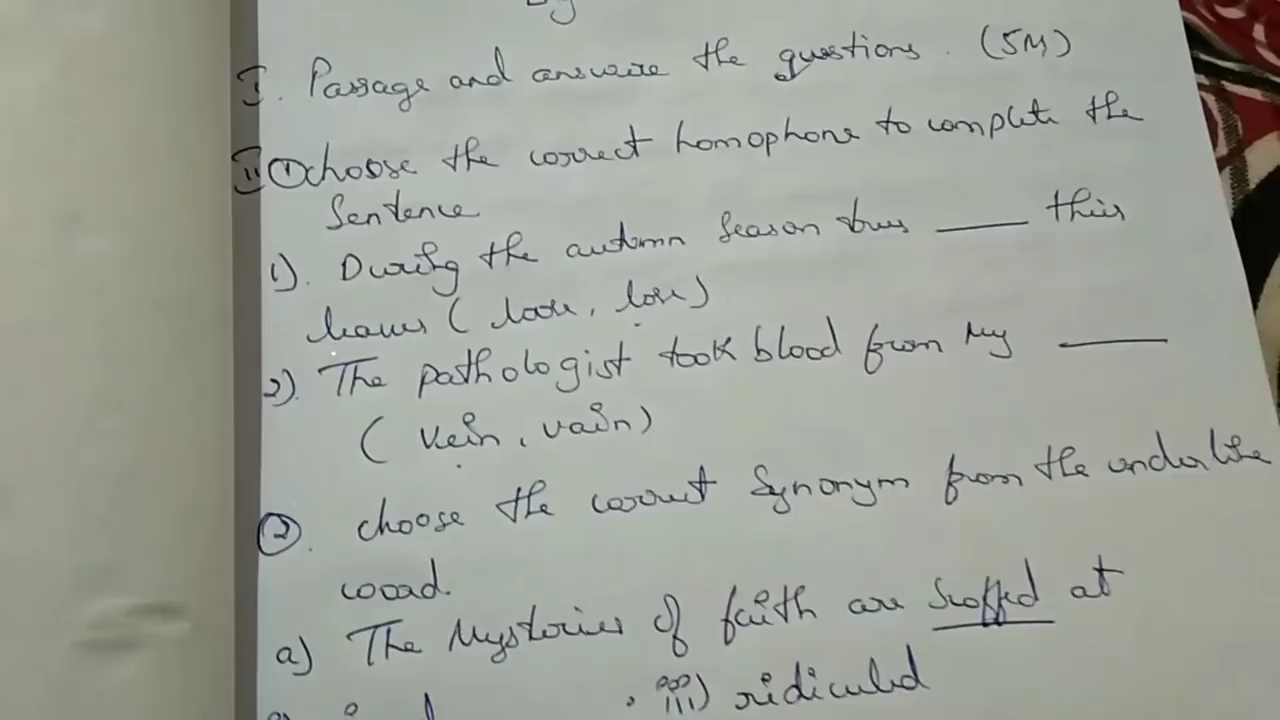 I. Passage and answere the questions. (5M)
II ① choose the correct homophone to complete the
Sentence
1). During the autumn Season trees ____ their
leaves ( loose, lose)
2). The pathologist took blood from my ____
( vein, vain)
②. choose the correct Synonym from the underline
word.
a) The Mysteries of faith are Scoffed at
, iii) ridiculed